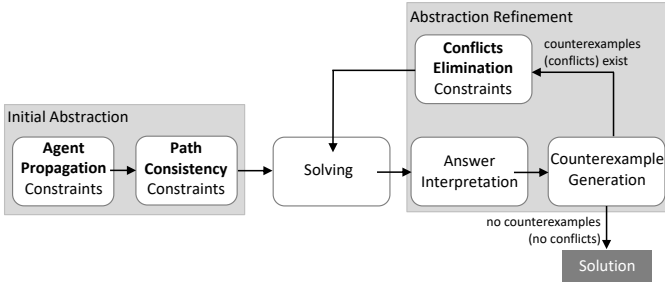 Abstraction Refinement
Conflicts
Elimination
Constraints
counterexamples
(conflicts) exist
Initial Abstraction
Agent
Propagation
Constraints
Path
Consistency
Constraints
Solving
Answer
Interpretation
Counterexample
Generation
no counterexamples
(no conflicts)
Solution